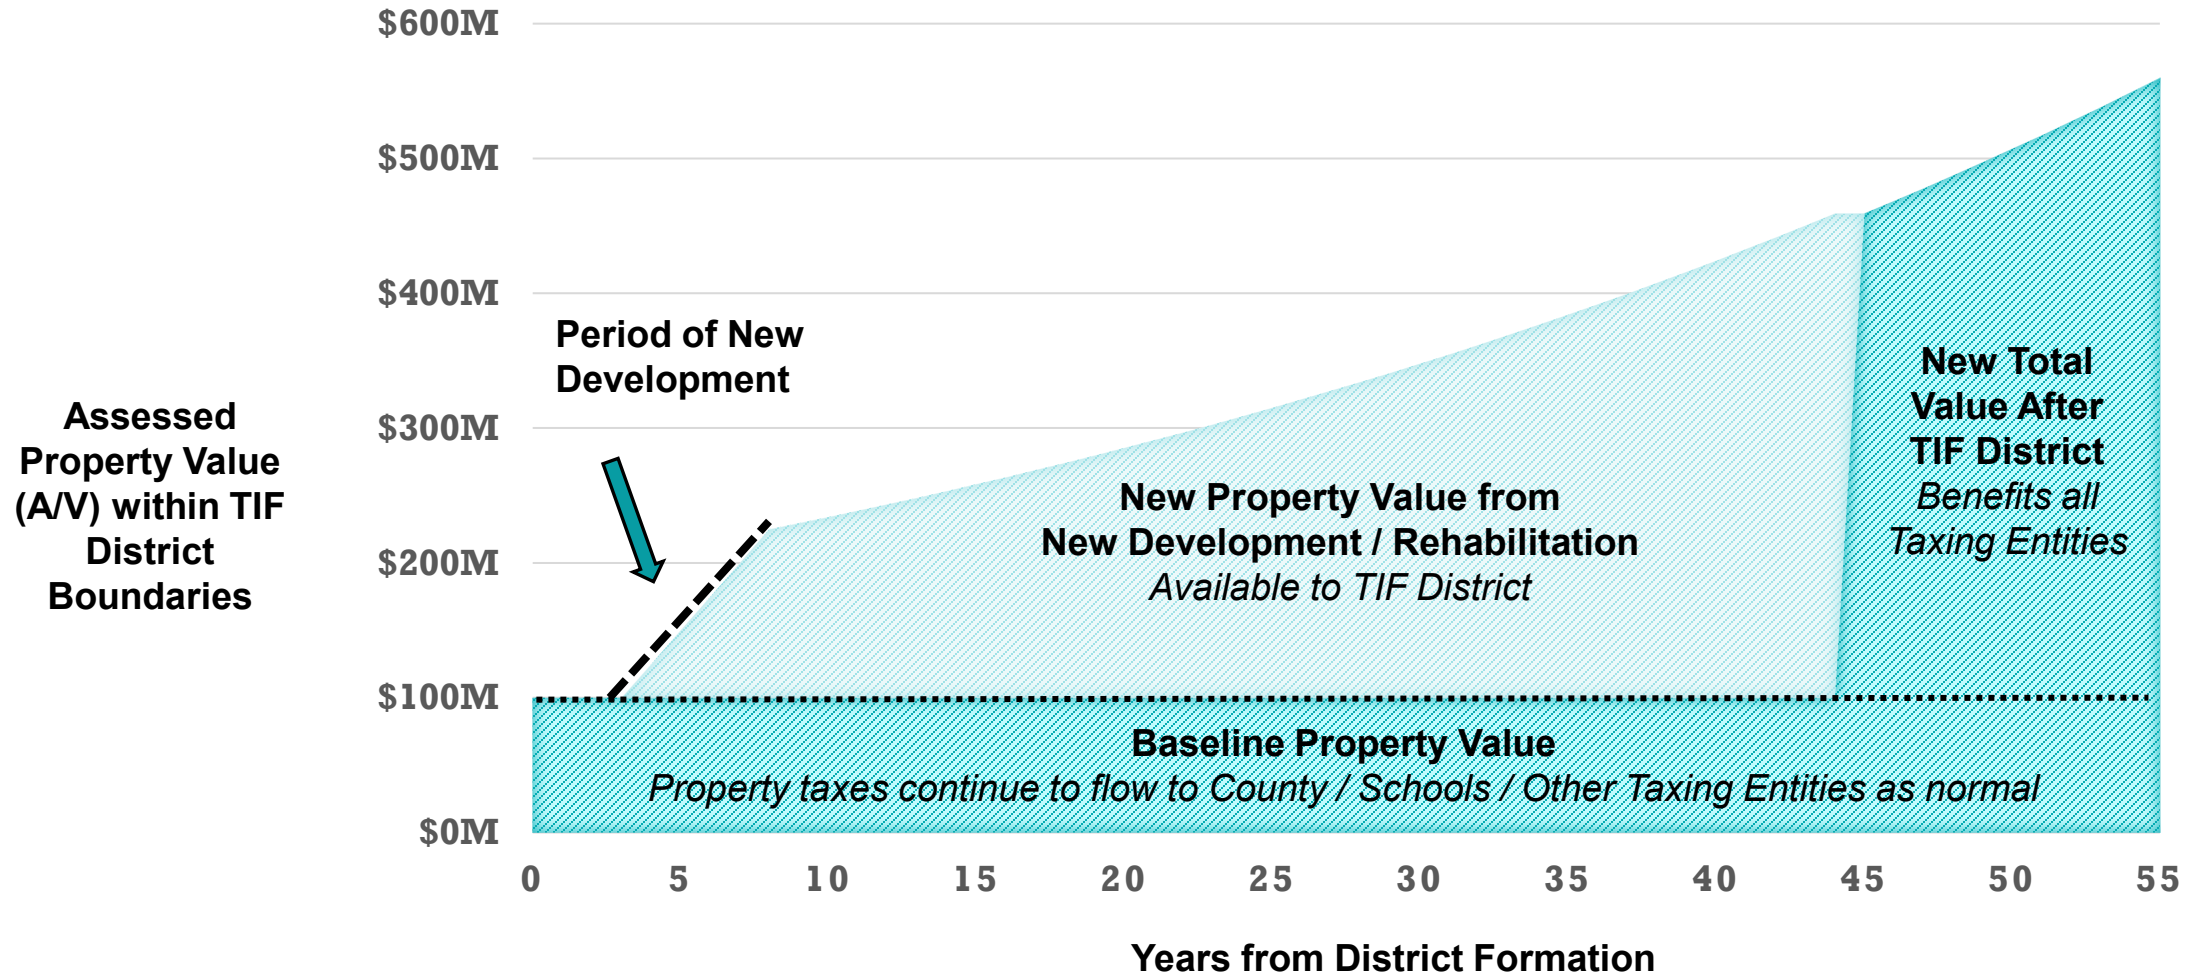 $600M
$500M
$400M
$300M
$200M
$100M
$0M
Assessed
Property Value
(A/V) within TIF
District
Boundaries
Period of New
Development
New Property Value from
New Development / Rehabilitation
Available to TIF District
New Total
Value After
TIF District
Benefits all
Taxing Entities
Baseline Property Value
Property taxes continue to flow to County / Schools / Other Taxing Entities as normal
0 5 10 15 20 25 30 35 40 45 50 55
Years from District Formation